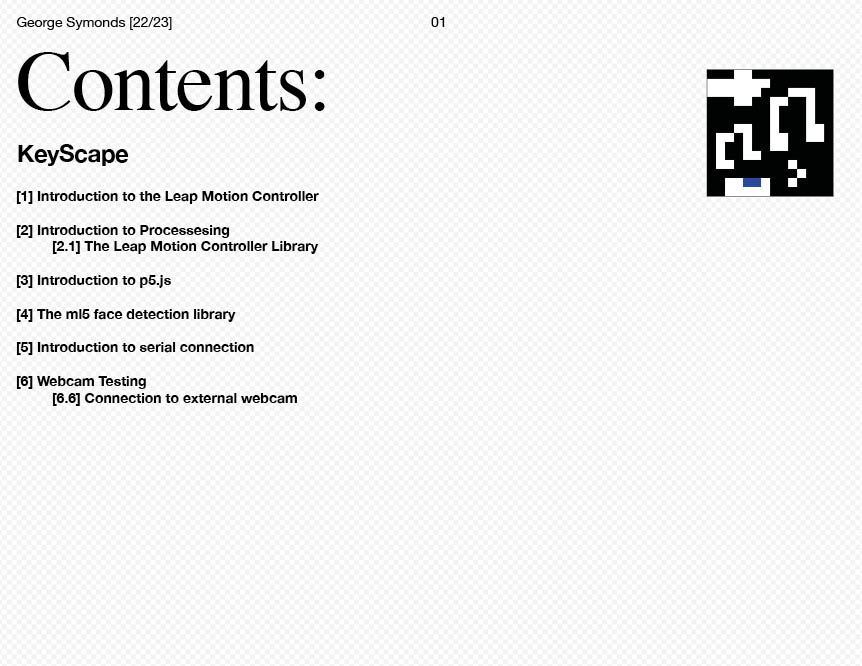 George Symonds [22/23]
01
Contents:
KeyScape
[1] Introduction to the Leap Motion Controller
[2] Introduction to Processesing
[2.1] The Leap Motion Controller Library
[3] Introduction to p5.js
[4] The ml5 face detection library
[5] Introduction to serial connection
[6] Webcam Testing
[6.6] Connection to external webcam